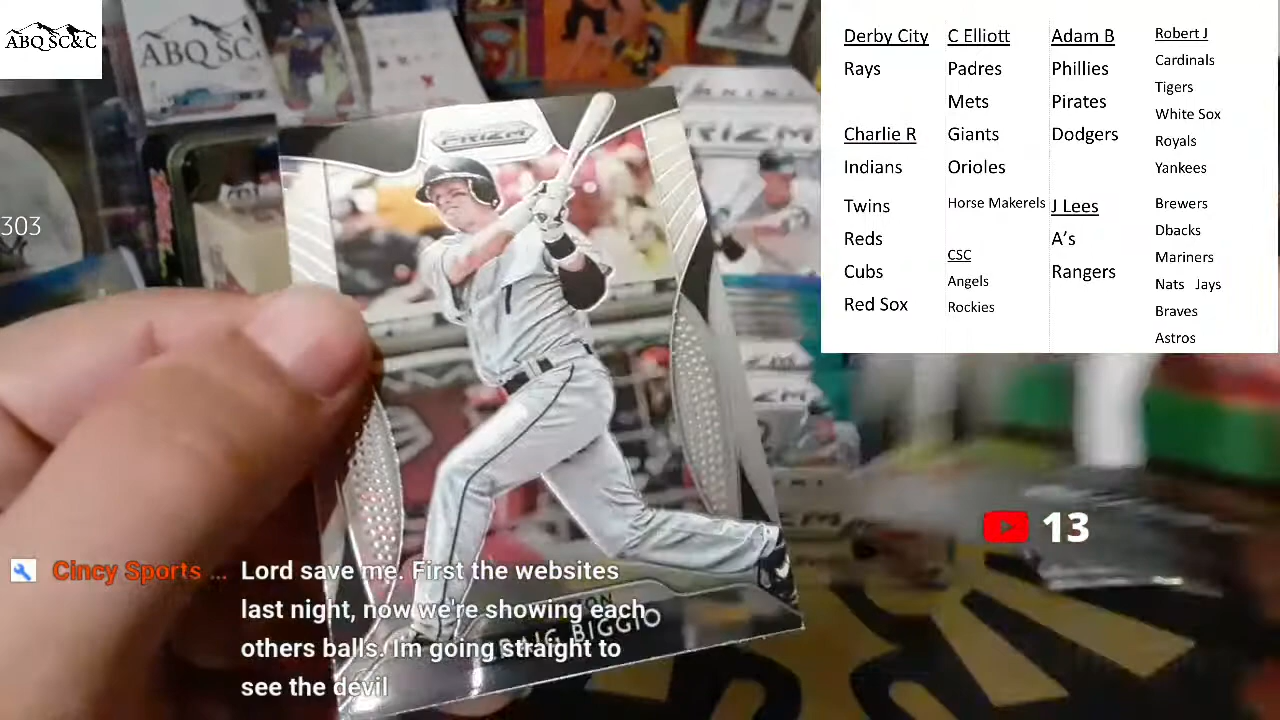 ABQ SC&C
ABQ SC
PRIZM
PRIZM
303
Derby City
Rays
Charlie R
Indians
Twins
Reds
Cubs
Red Sox
C Elliott
Padres
Mets
Giants
Orioles
Horse Makerels
CSC
Angels
Rockies
Adam B
Phillies
Pirates
Dodgers
J Lees
A's
Rangers
Robert J
Cardinals
Tigers
White Sox
Royals
Yankees
Brewers
Dbacks
Mariners
Nats Jays
Braves
Astros
13
Cincy Sports ...
Lord save me. First the websites
last night, now we're showing each
others balls. Im going straight to
see the devil
BIGGIO